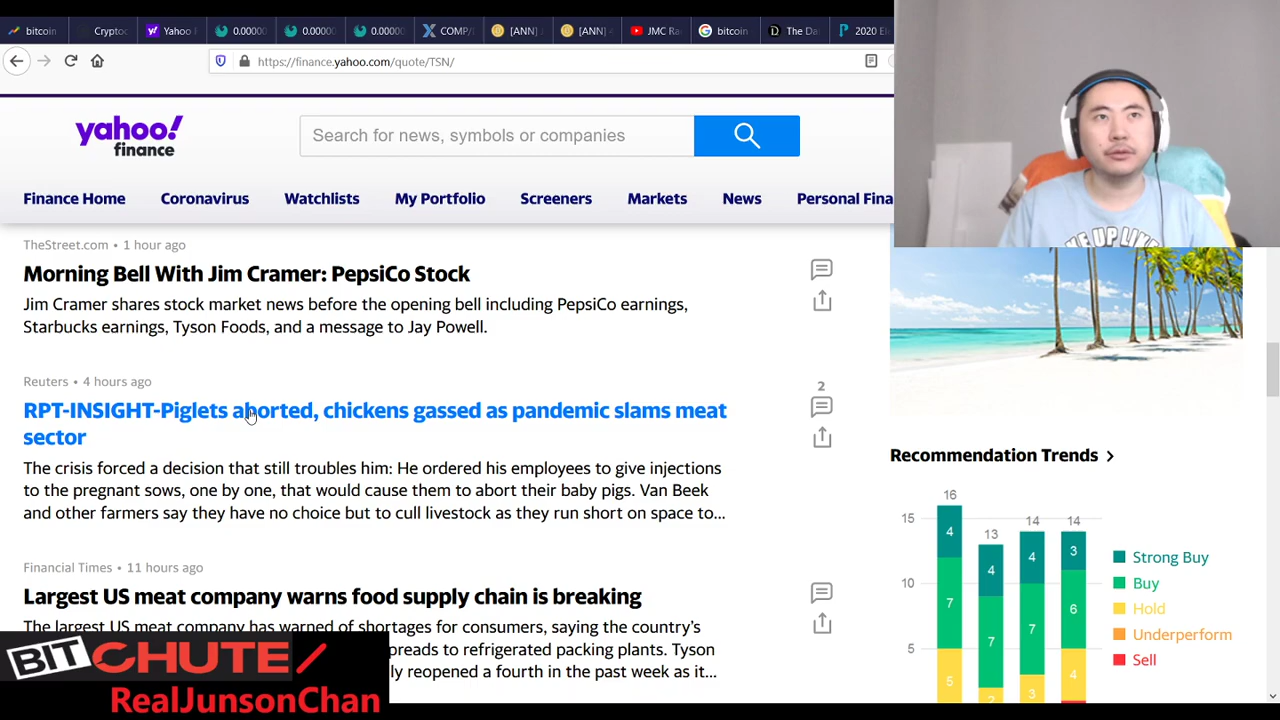 bitcoin
Cryptoc
Yahoo
0.00000
0.00000
0.00000
COMP/
[ANN]
[ANN]
JMC Ra
bitcoin
The Da
2020 El
https://finance.yahoo.com/quote/TSN/
yahoo!
finance
Search for news, symbols or companies
Finance Home
Coronavirus
Watchlists
My Portfolio
Screeners
Markets
News
Personal Fina
TheStreet.com • 1 hour ago
Morning Bell With Jim Cramer: PepsiCo Stock
Jim Cramer shares stock market news before the opening bell including PepsiCo earnings,
Starbucks earnings, Tyson Foods, and a message to Jay Powell.
Reuters • 4 hours ago
2
RPT-INSIGHT-Piglets aborted, chickens gassed as pandemic slams meat
sector
The crisis forced a decision that still troubles him: He ordered his employees to give injections
to the pregnant sows, one by one, that would cause them to abort their baby pigs. Van Beek
and other farmers say they have no choice but to cull livestock as they run short on space to...
Financial Times • 11 hours ago
Largest US meat company warns food supply chain is breaking
The largest US meat company has warned of shortages for consumers, saying the country's
preads to refrigerated packing plants. Tyson
ly reopened a fourth in the past week as it...
Recommendation Trends >
16
15
14
14
13
4
4
4
3
10
7
7
7
6
5
5
2
3
4
Strong Buy
Buy
Hold
Underperform
Sell
BITCHUTE
RealJunsonChan